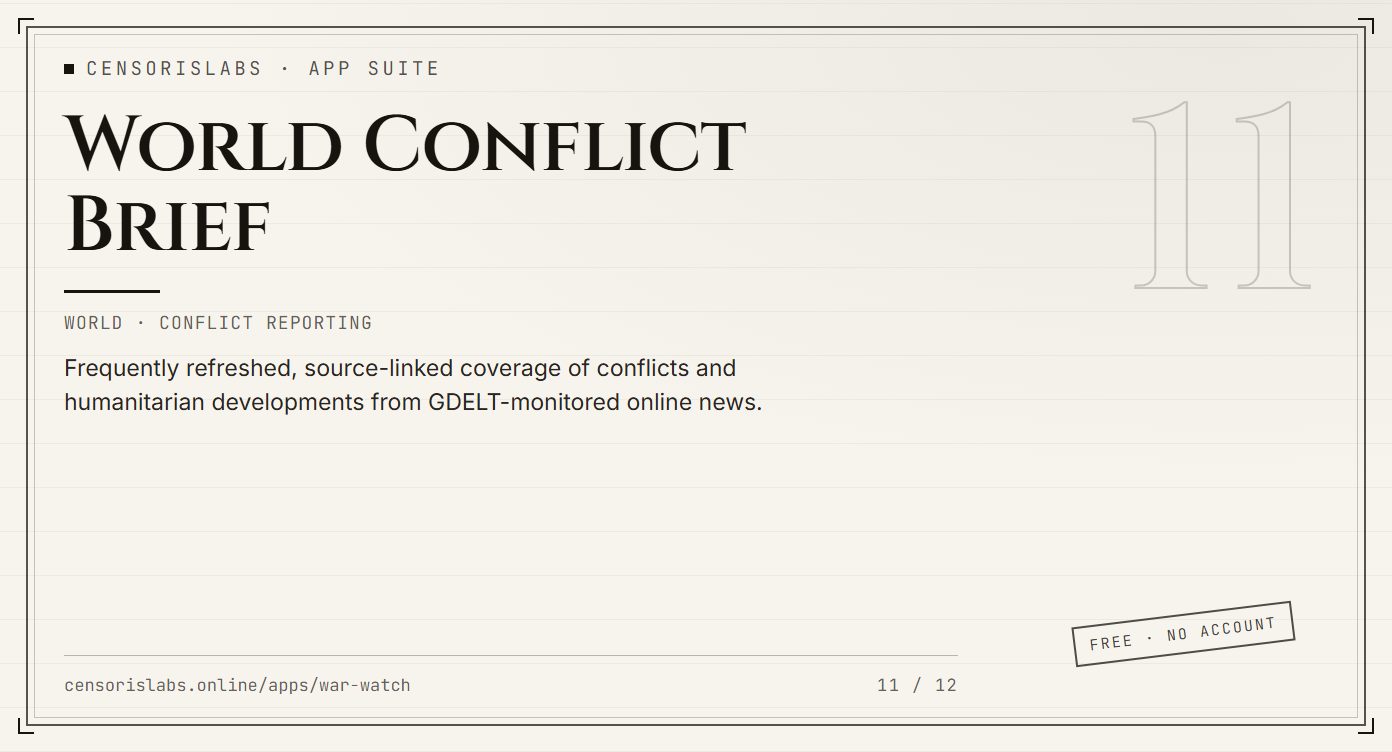 CENSORISLABS · APP SUITE
11
World Conflict
Brief
WORLD · CONFLICT REPORTING
Frequently refreshed, source-linked coverage of conflicts and
humanitarian developments from GDELT-monitored online news.
FREE · NO ACCOUNT
censorislabs.online/apps/war-watch
11 / 12